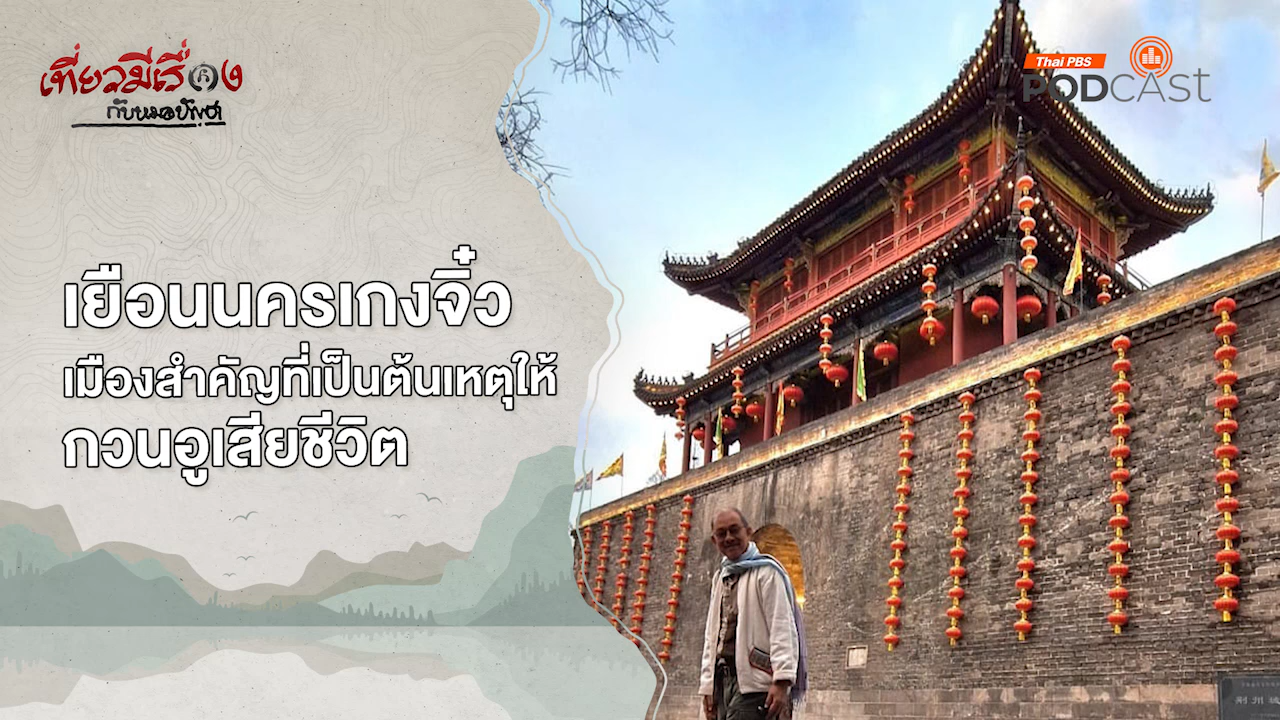 เที่ยวมีเรื่อง
กับหมอบัญชา
Thai PBS
PODCAST
เยือนนครเกงจิ๋ว
เมืองสำคัญที่เป็นต้นเหตุให้
กวนอูเสียชีวิต